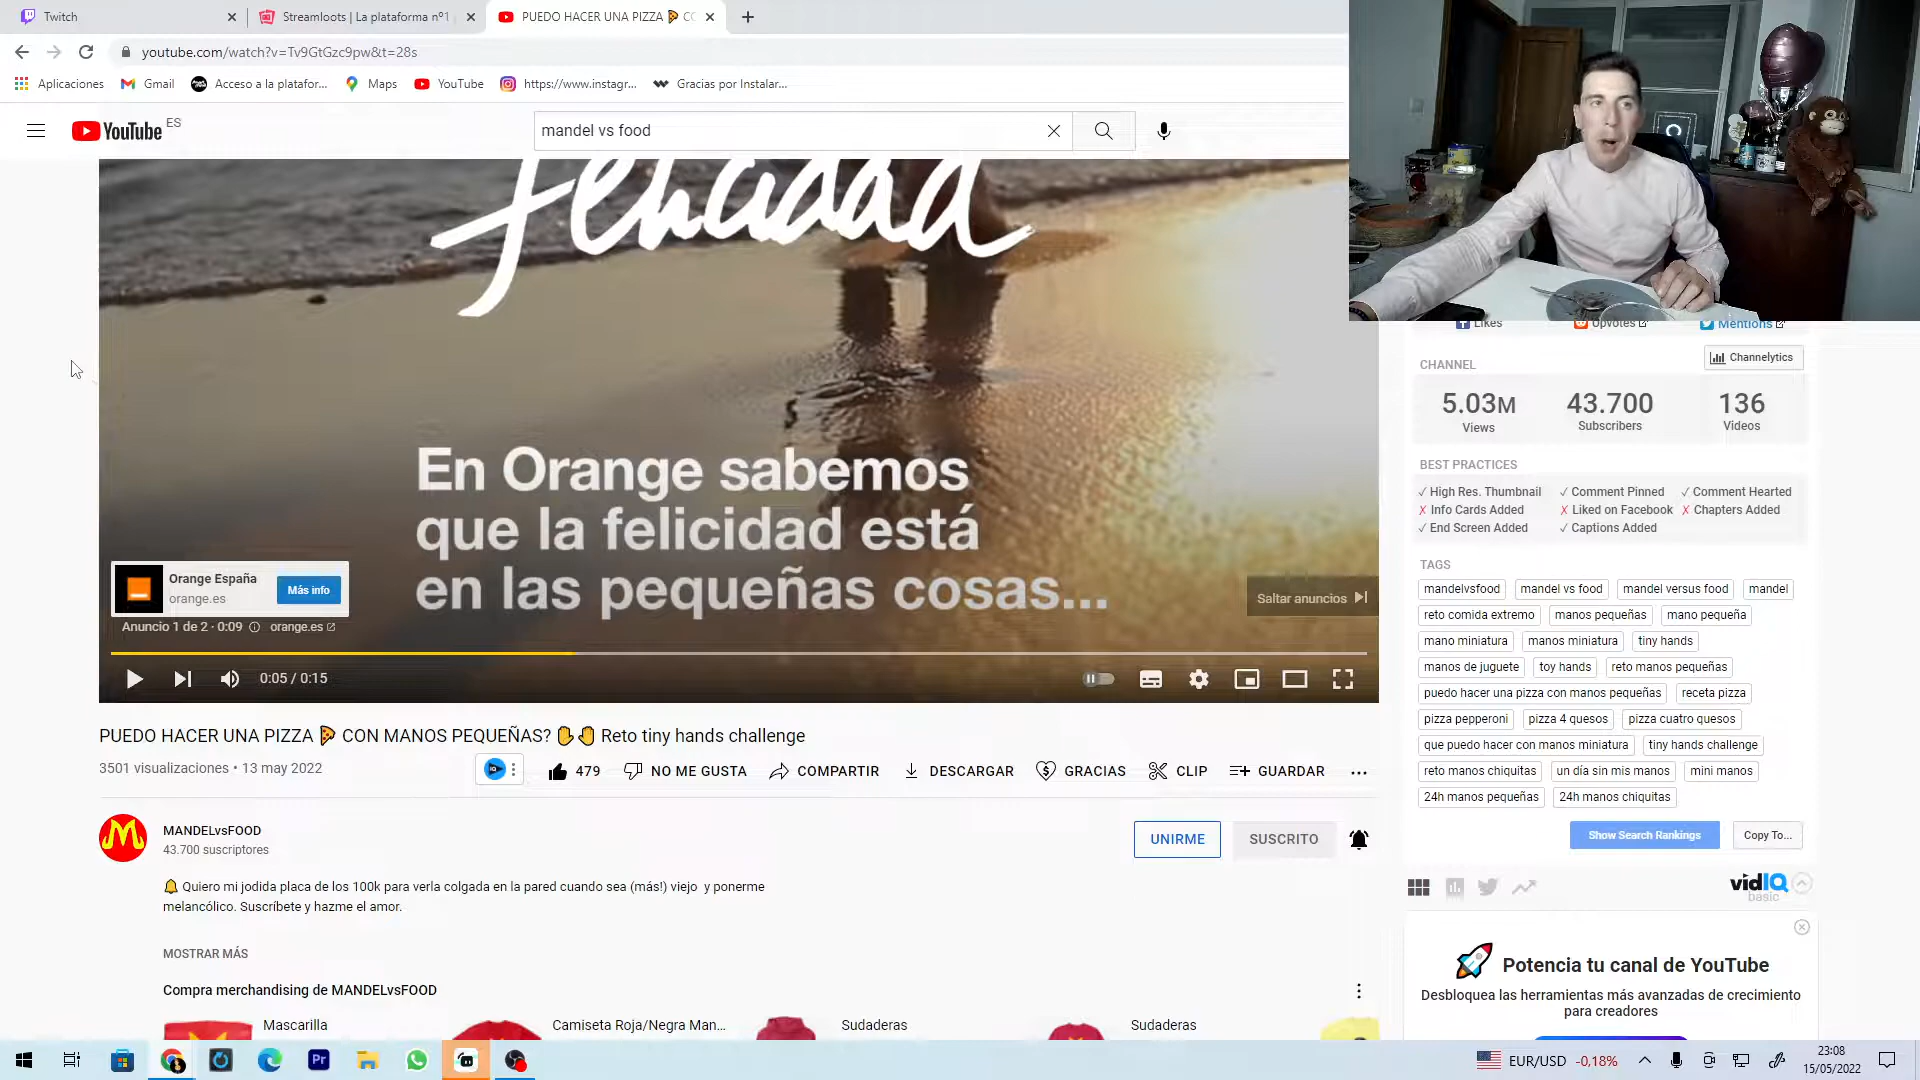 Twitch
Streamloots | La plataforma nº1
PUEDO HACER UNA PIZZA 🍕 CO
youtube.com/watch?v=Tv9GtGzc9pw&t=28s
Aplicaciones
Gmail
Acceso a la platafor...
Maps
YouTube
https://www.instagr...
Gracias por Instalar...
YouTube ES
mandel vs food
felicidad
En Orange sabemos
que la felicidad está
en las pequeñas cosas...
Orange España
orange.es
Más info
Anuncio 1 de 2 · 0:09
orange.es
Saltar anuncios
0:05 / 0:15
PUEDO HACER UNA PIZZA 🍕 CON MANOS PEQUEÑAS? ✋🤚 Reto tiny hands challenge
3501 visualizaciones • 13 may 2022
479
NO ME GUSTA
COMPARTIR
DESCARGAR
GRACIAS
CLIP
GUARDAR
MANDELvsFOOD
43.700 suscriptores
UNIRME
SUSCRITO
🔔 Quiero mi jodida placa de los 100k para verla colgada en la pared cuando sea (más!) viejo y ponerme
melancólico. Suscríbete y hazme el amor.
MOSTRAR MÁS
Compra merchandising de MANDELvsFOOD
Mascarilla
Camiseta Roja/Negra Man...
Sudaderas
Sudaderas
Likes
Upvotes
Mentions
CHANNEL
Channelytics
5.03M
43.700
136
Views
Subscribers
Videos
BEST PRACTICES
✓ High Res. Thumbnail
✓ Comment Pinned
✓ Comment Hearted
✗ Info Cards Added
✗ Liked on Facebook
✗ Chapters Added
✓ End Screen Added
✓ Captions Added
TAGS
mandelvsfood
mandel vs food
mandel versus food
mandel
reto comida extremo
manos pequeñas
mano pequeña
mano miniatura
manos miniatura
tiny hands
manos de juguete
toy hands
reto manos pequeñas
puedo hacer una pizza con manos pequeñas
receta pizza
pizza pepperoni
pizza 4 quesos
pizza cuatro quesos
que puedo hacer con manos miniatura
tiny hands challenge
reto manos chiquitas
un día sin mis manos
mini manos
24h manos pequeñas
24h manos chiquitas
Show Search Rankings
Copy To...
vidIQ
basic
Potencia tu canal de YouTube
Desbloquea las herramientas más avanzadas de crecimiento
para creadores
Pr
EUR/USD
-0,18%
23:08
15/05/2022